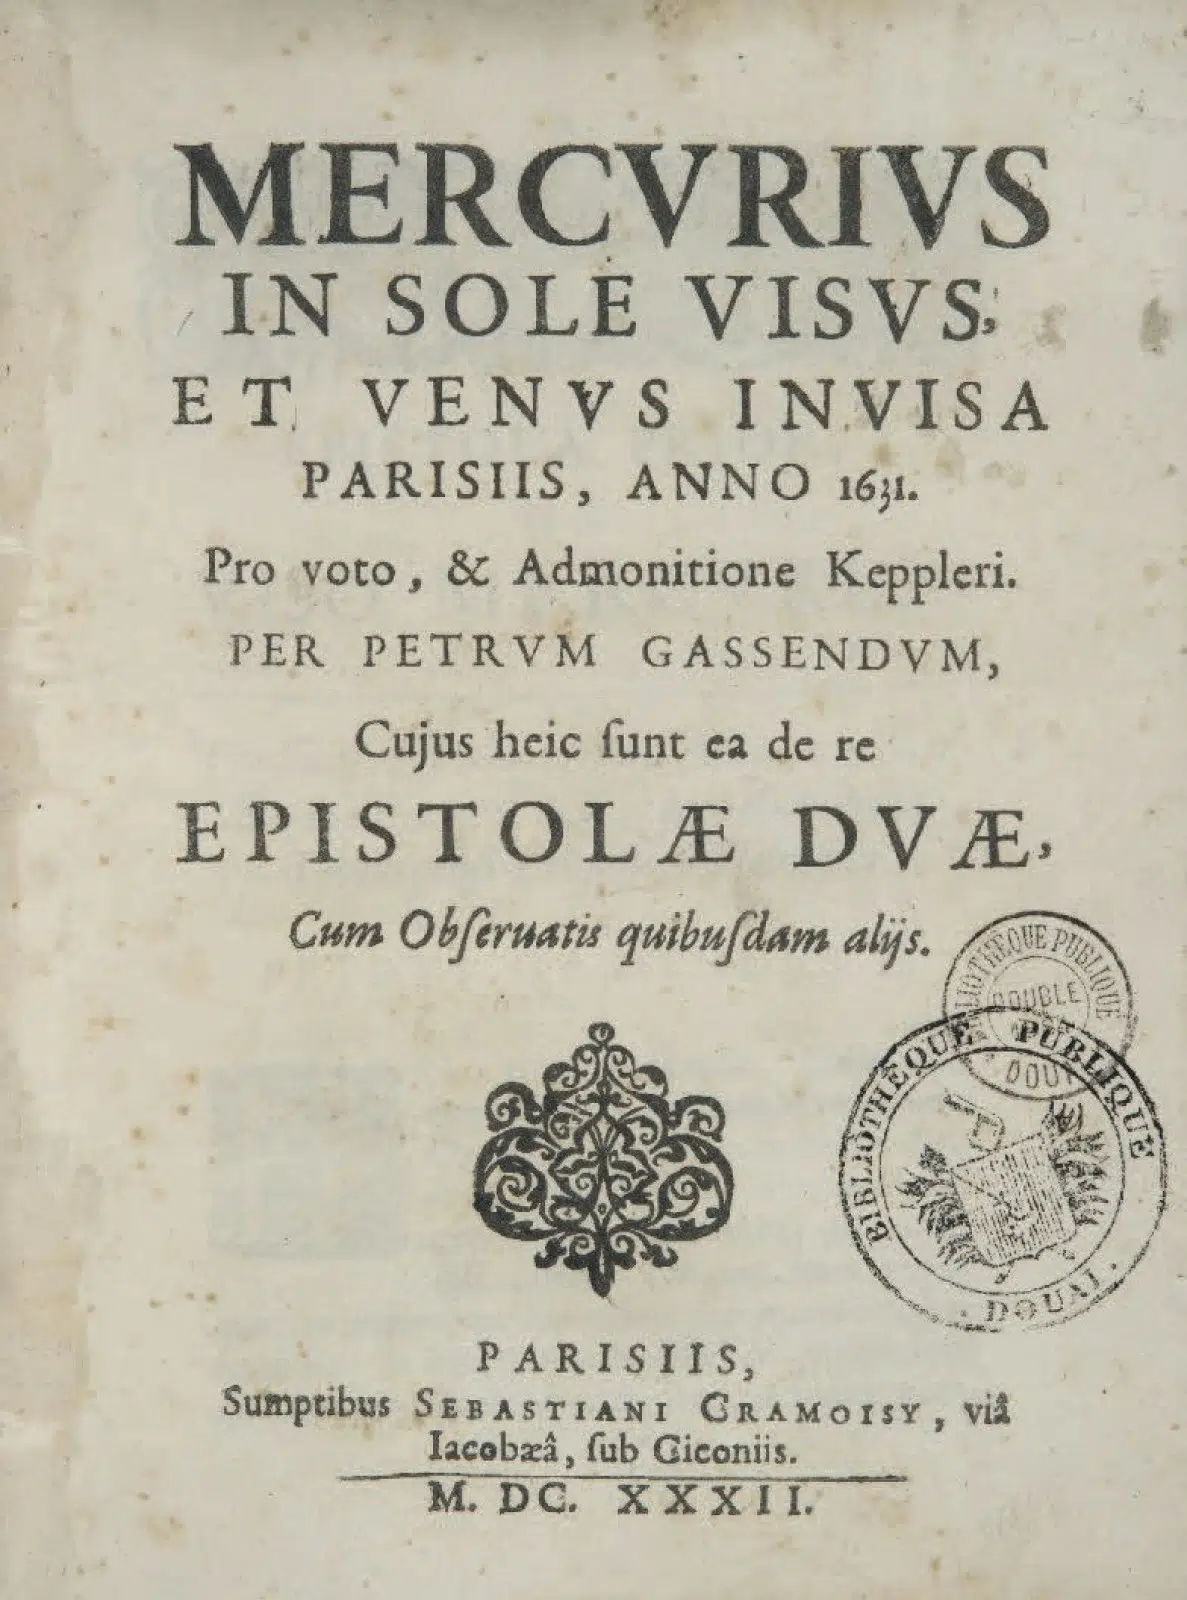 MERCVRIVS
IN SOLE VISVS,
ET VENVS INVISA
PARISIIS, ANNO 1631.
Pro voto, & Admonitione Keppleri.
PER PETRVM GASSENDVM,
Cujus heic ſunt ea de re
EPISTOLÆ DVÆ,
Cum Obſeruatis quibuſdam alijs.
BIBLIOTHEQUE PUBLIQUE
DOUBLE
BIBLIOTHÈQUE PUBLIQUE
· DOUAI ·
PARISIIS,
Sumptibus SEBASTIANI CRAMOISY, viâ
Iacobæâ, ſub Ciconiis.
M. DC. XXXII.